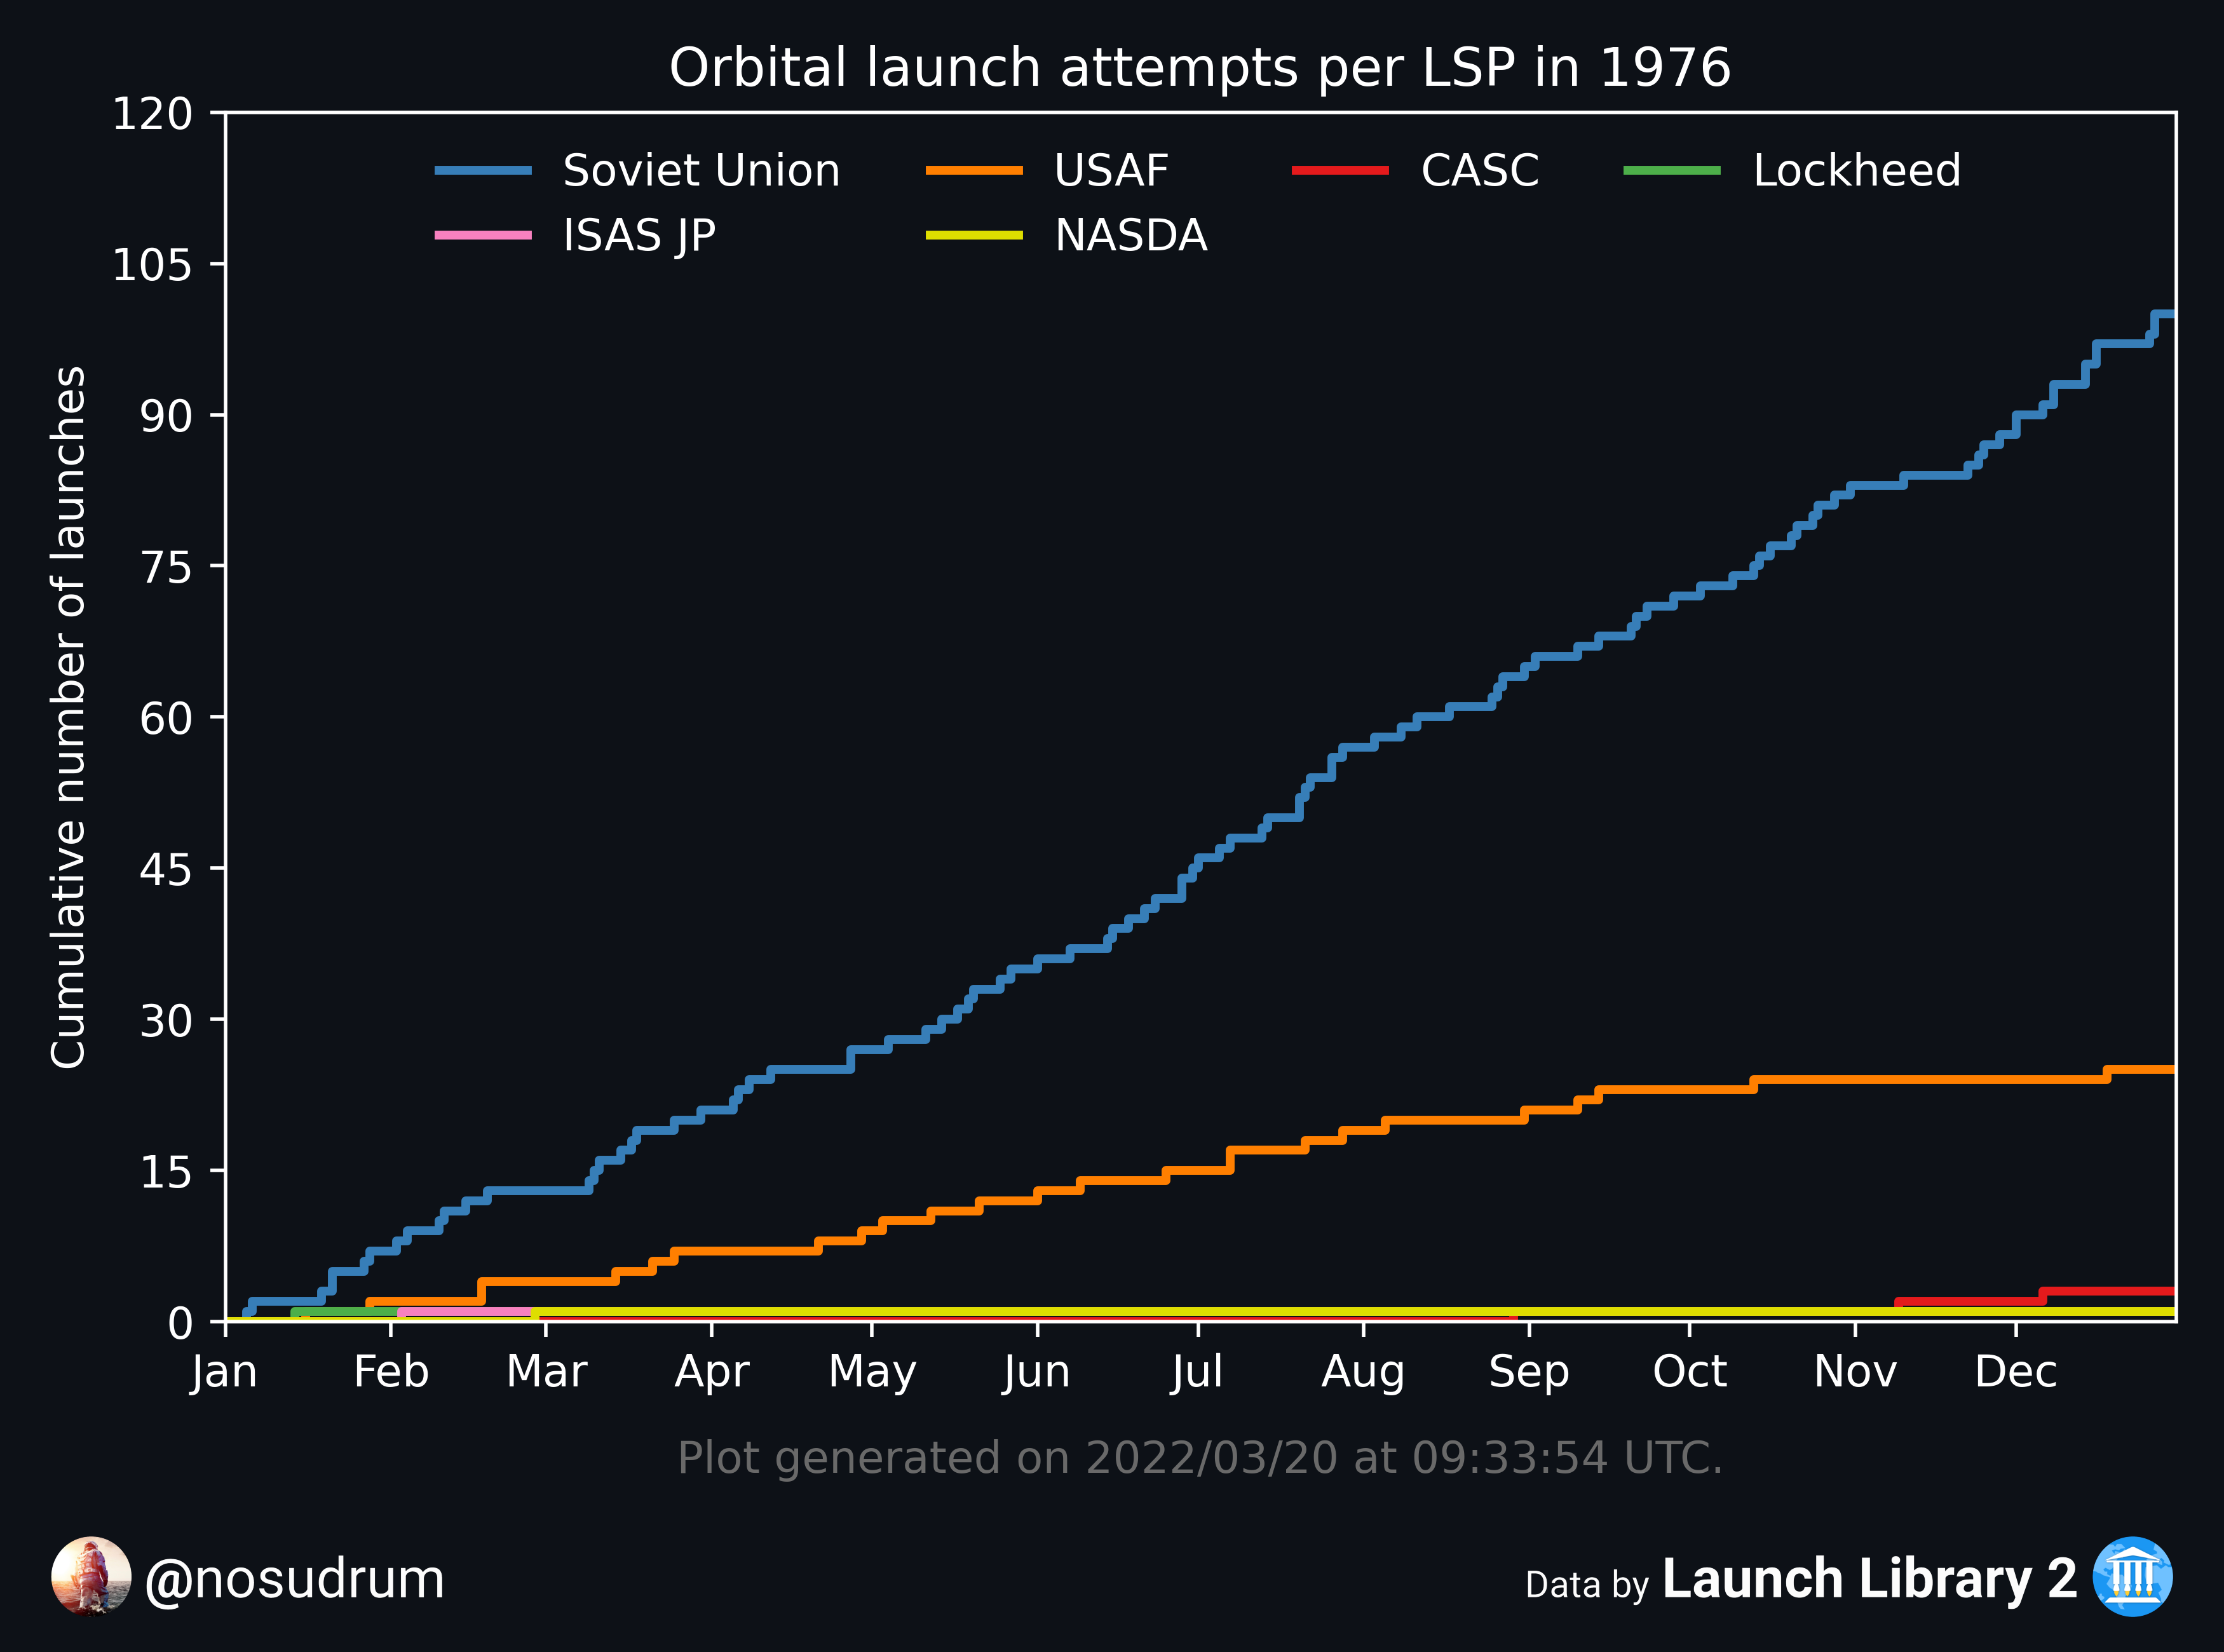 Orbital launch attempts per LSP in 1976
120
105
90
75
60
45
30
15
0
Cumulative number of launches
Soviet Union USAF CASC Lockheed
ISAS JP NASDA
Jan Feb Mar Apr May Jun Jul Aug Sep Oct Nov Dec
Plot generated on 2022/03/20 at 09:33:54 UTC.
@nosudrum
Data by Launch Library 2